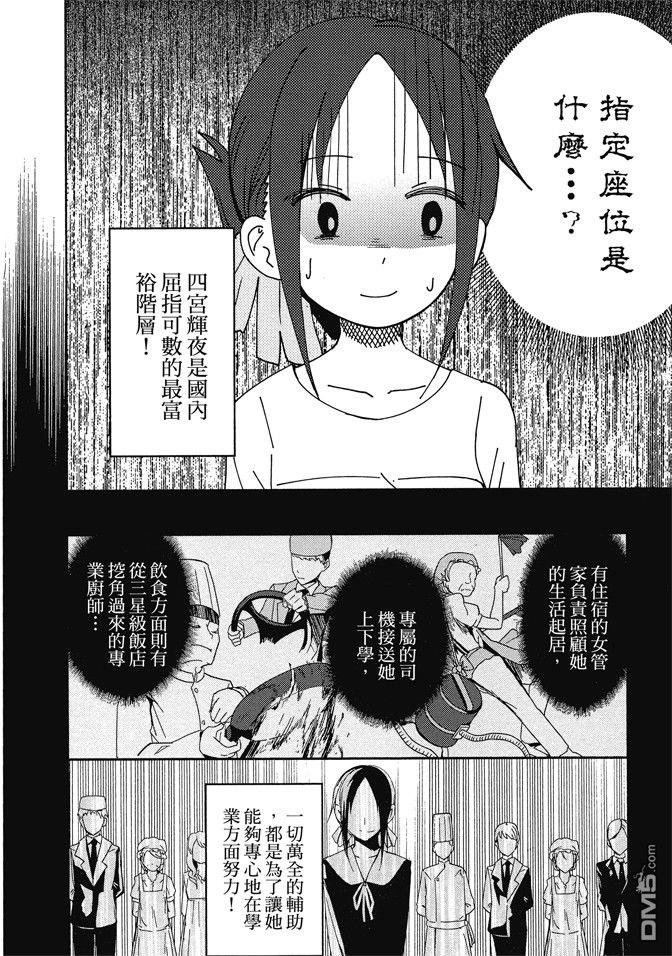 指定座位是
什麼…？
四宮輝夜是國內
屈指可數的最富
裕階層！
有住宿的女管
家負責照顧她
的生活起居，
專屬的司
機接送她
上下學，
飲食方面則有
從三星級飯店
挖角過來的專
業廚師…
一切萬全的輔助
，都是為了讓她
能夠專心地在學
業方面努力！
DM5.com